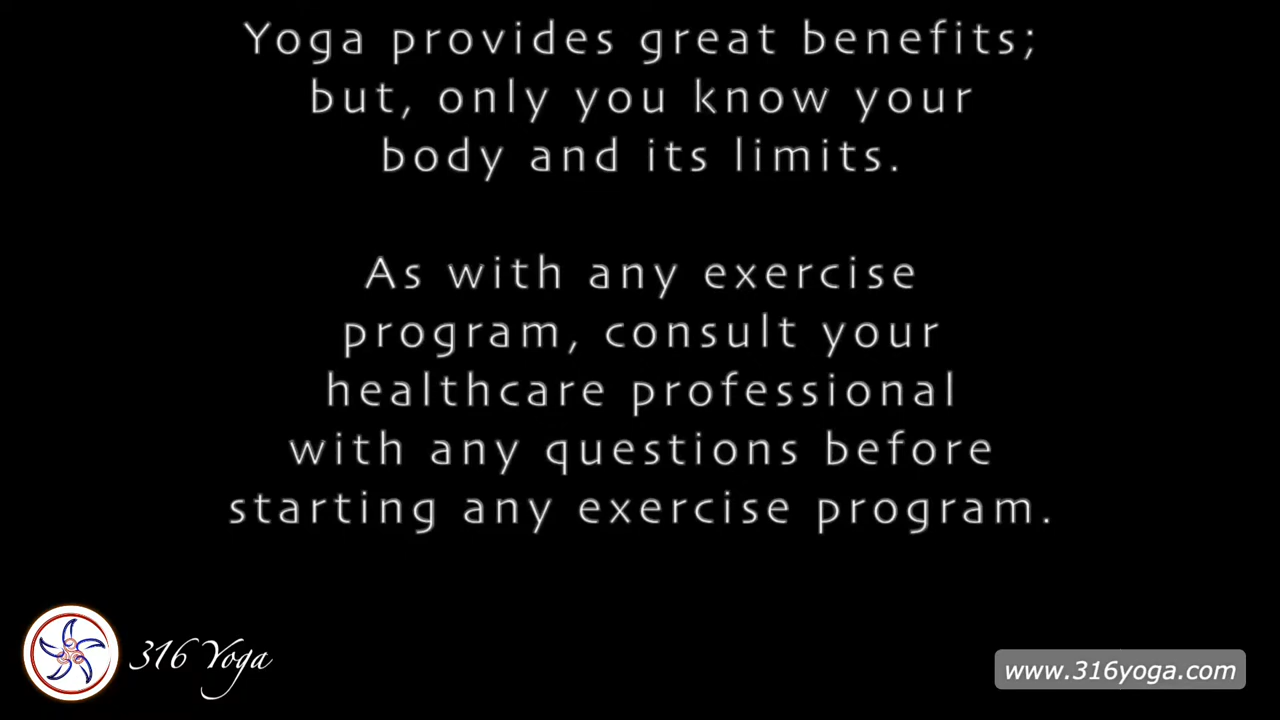 Yoga provides great benefits;
but, only you know your
body and its limits.
As with any exercise
program, consult your
healthcare professional
with any questions before
starting any exercise program.
316 Yoga
www.316yoga.com